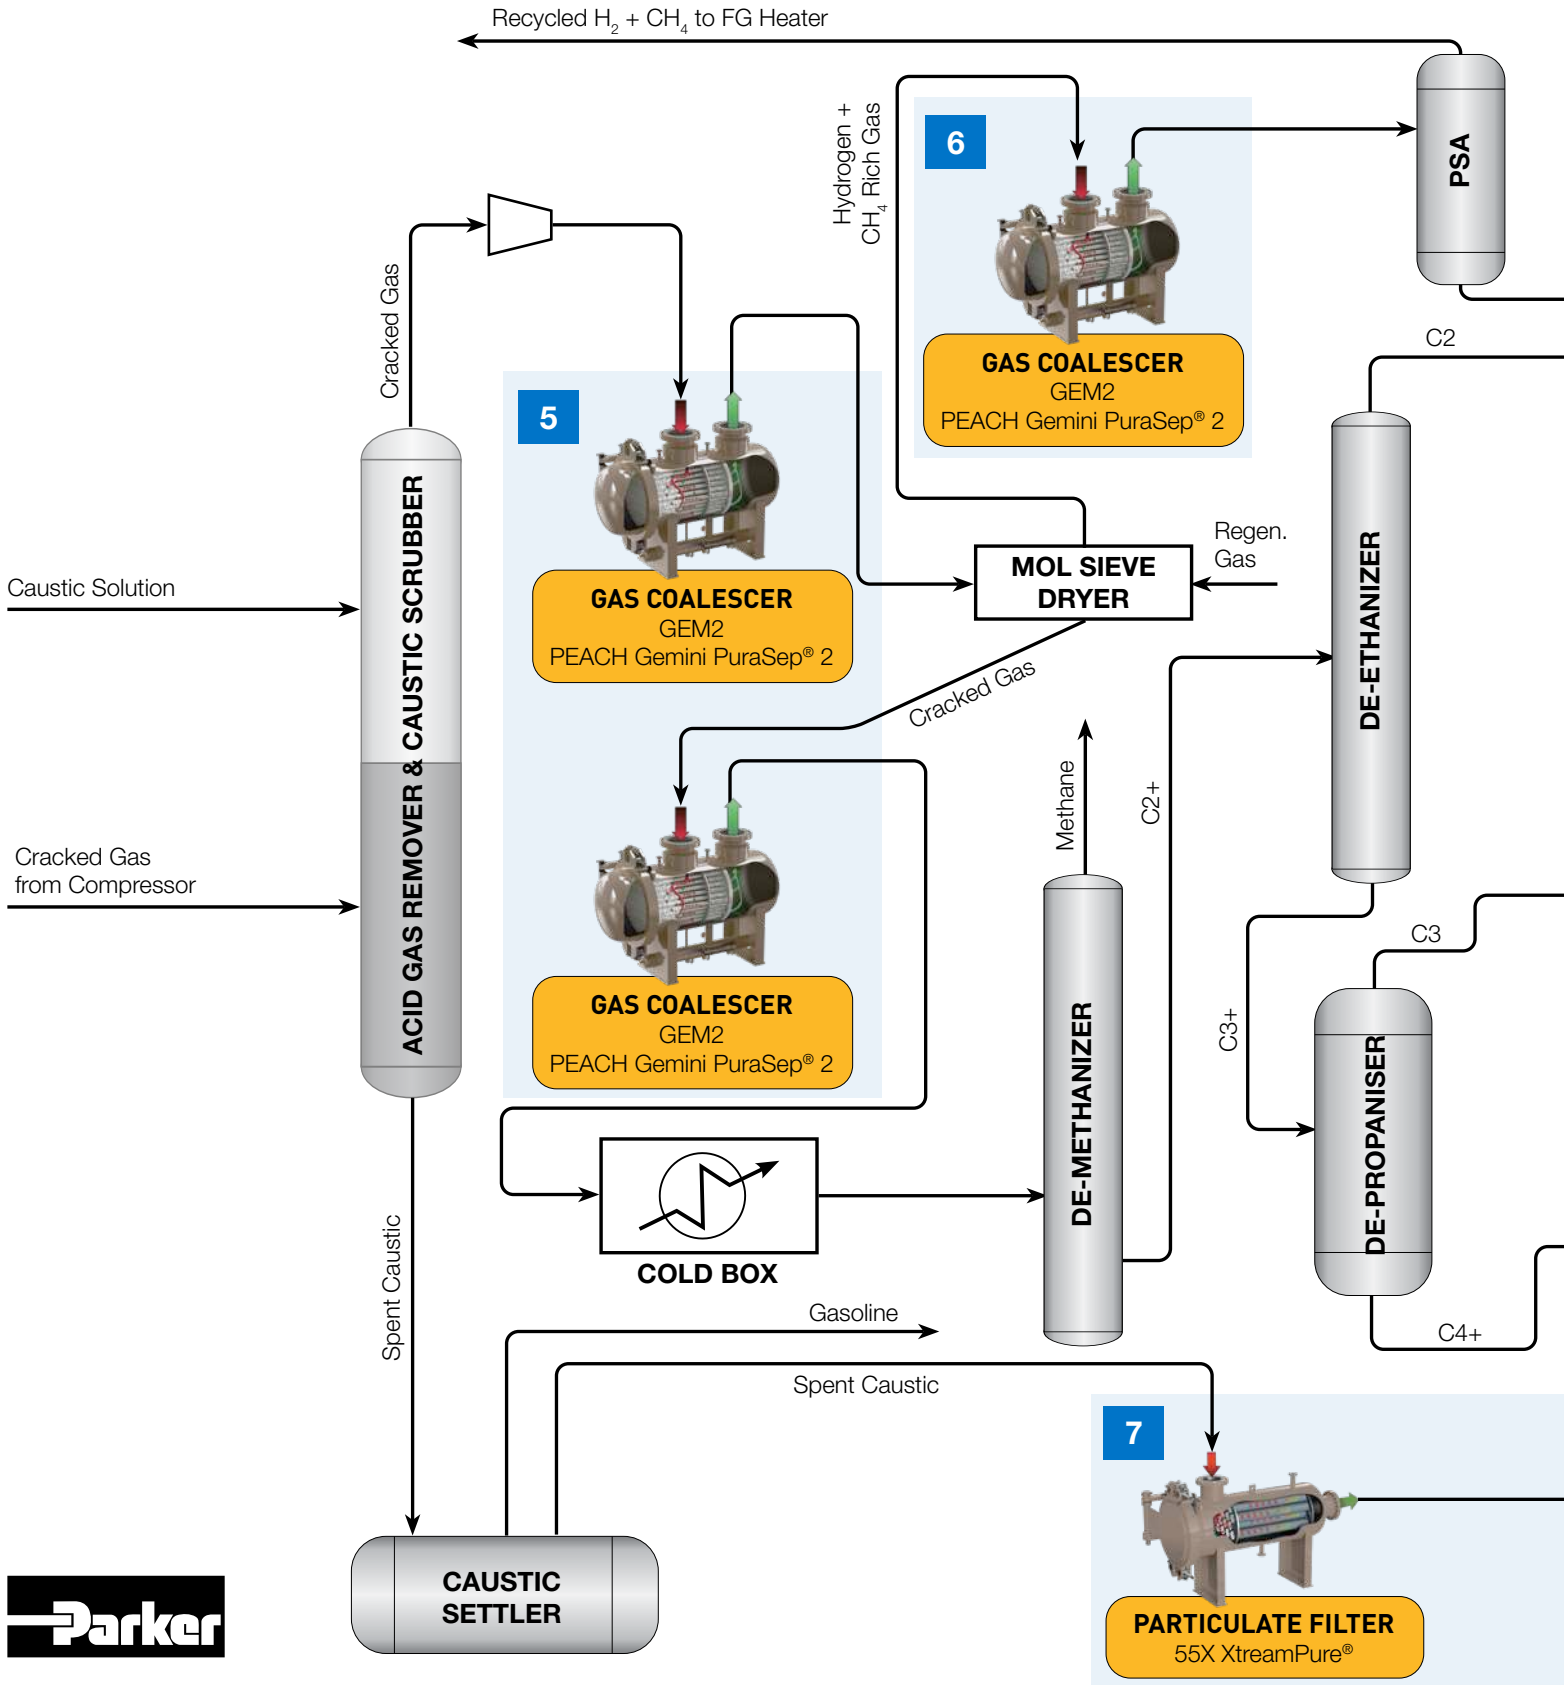 Recycled H2 + CH4 to FG Heater
Hydrogen +
CH4 Rich Gas
6
PSA
Cracked Gas
GAS COALESCER
GEM2
PEACH Gemini PuraSep® 2
C2
5
ACID GAS REMOVER & CAUSTIC SCRUBBER
Caustic Solution
GAS COALESCER
GEM2
PEACH Gemini PuraSep® 2
MOL SIEVE
DRYER
Regen.
Gas
DE-ETHANIZER
Cracked Gas
Methane
C2+
Cracked Gas
from Compressor
C3
GAS COALESCER
GEM2
PEACH Gemini PuraSep® 2
DE-METHANIZER
C3+
DE-PROPANISER
COLD BOX
Spent Caustic
Gasoline
C4+
Spent Caustic
7
CAUSTIC
SETTLER
Parker
PARTICULATE FILTER
55X XtreamPure®